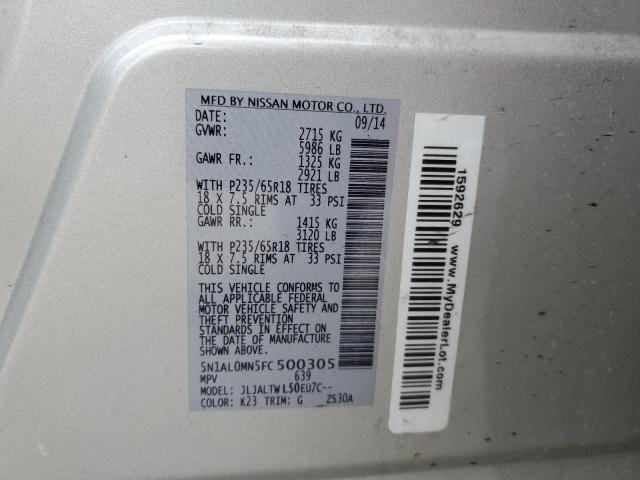 MFD BY NISSAN MOTOR CO., LTD.
DATE: 09/14
GVWR: 2715 KG
5986 LB
GAWR FR.: 1325 KG
2921 LB
WITH P235/65R18 TIRES
18 X 7.5 RIMS AT 33 PSI
COLD SINGLE
GAWR RR.: 1415 KG
3120 LB
WITH P235/65R18 TIRES
18 X 7.5 RIMS AT 33 PSI
COLD SINGLE
THIS VEHICLE CONFORMS TO
ALL APPLICABLE FEDERAL
MOTOR VEHICLE SAFETY AND
THEFT PREVENTION
STANDARDS IN EFFECT ON
THE DATE OF MANUFACTURE
SHOWN ABOVE.
5N1AL0MN5FC500305
MPV 639
MODEL: JLJALTWL50EU7C--
COLOR: K23 TRIM: G ZS30A
1592629 www.MyDealerLot.com